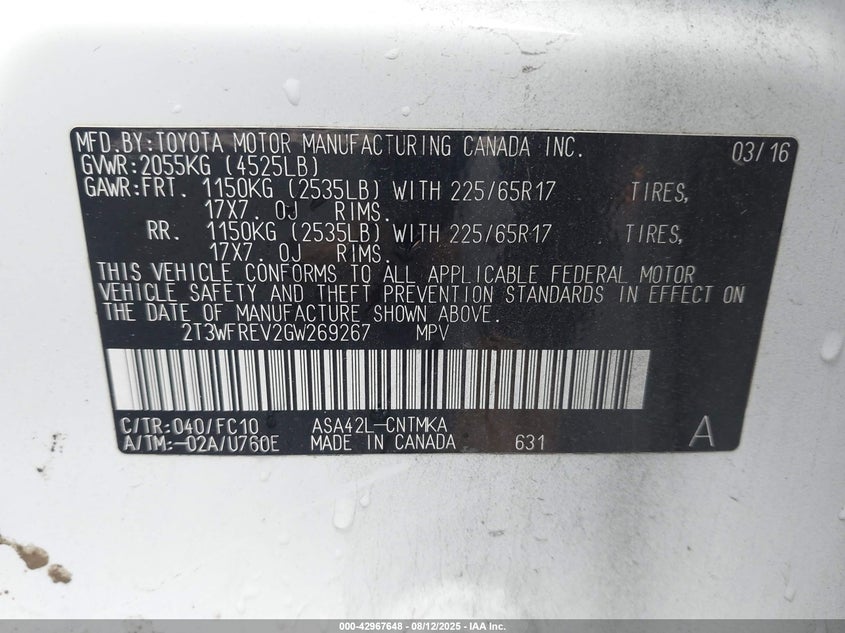 MFD.BY:TOYOTA MOTOR MANUFACTURING CANADA INC. 03/16
GVWR:2055KG (4525LB)
GAWR:FRT. 1150KG (2535LB) WITH 225/65R17 TIRES,
17X7. 0J RIMS.
RR. 1150KG (2535LB) WITH 225/65R17 TIRES,
17X7. 0J RIMS.
THIS VEHICLE CONFORMS TO ALL APPLICABLE FEDERAL MOTOR
VEHICLE SAFETY AND THEFT PREVENTION STANDARDS IN EFFECT ON
THE DATE OF MANUFACTURE SHOWN ABOVE.
2T3WFREV2GW269267 MPV
C/TR:040/FC10 ASA42L-CNTMKA
A/TM:-02A/U760E MADE IN CANADA 631 A
000-42967648 - 08/12/2025 - IAA Inc.